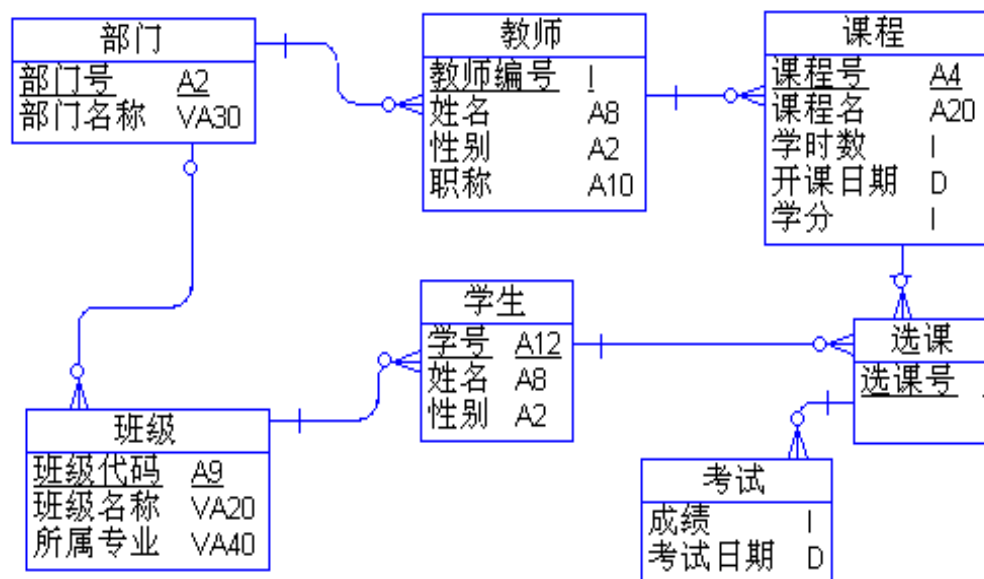 部门
部门号 A2
部门名称 VA30
教师
教师编号 I
姓名 A8
性别 A2
职称 A10
课程
课程号 A4
课程名 A20
学时数 I
开课日期 D
学分 I
学生
学号 A12
姓名 A8
性别 A2
选课
选课号
班级
班级代码 A9
班级名称 VA20
所属专业 VA40
考试
成绩 I
考试日期 D